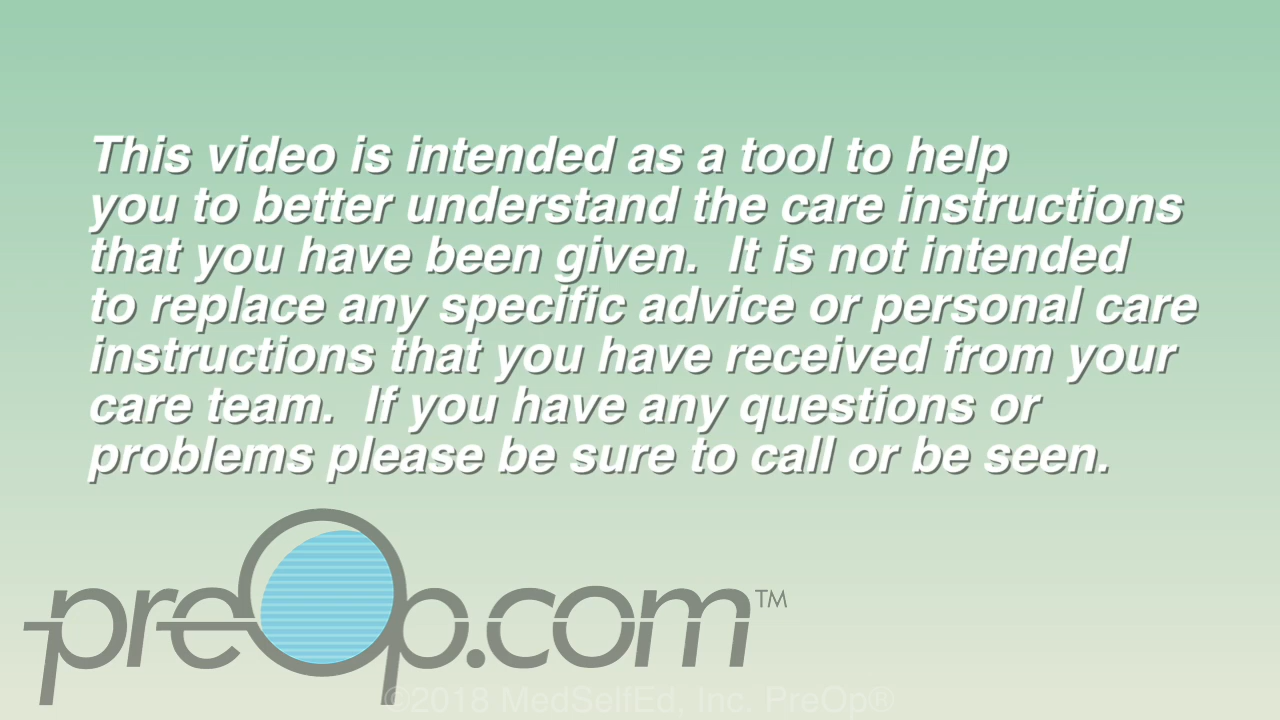 This video is intended as a tool to help
you to better understand the care instructions
that you have been given.  It is not intended
to replace any specific advice or personal care
instructions that you have received from your
care team.  If you have any questions or
problems please be sure to call or be seen.
preOp.com™
©2018 MedSelfEd, Inc. PreOp®